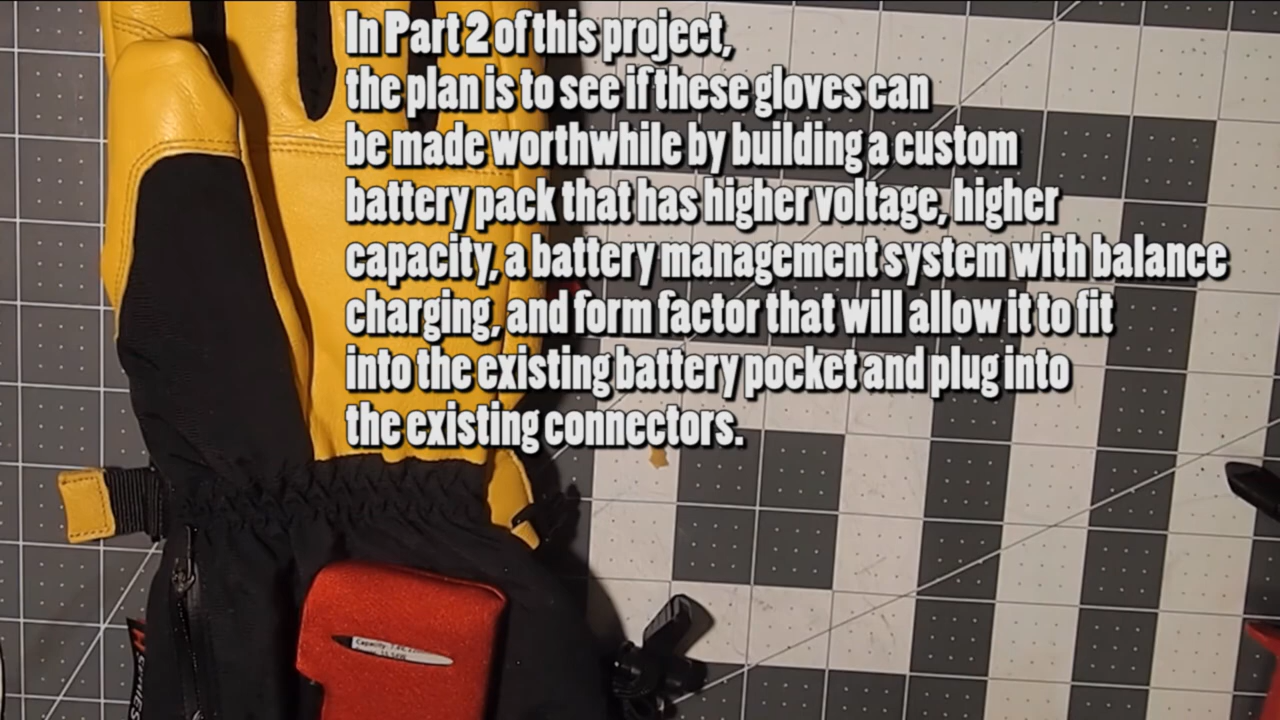 In Part 2 of this project,
the plan is to see if these gloves can
be made worthwhile by building a custom
battery pack that has higher voltage, higher
capacity, a battery management system with balance
charging, and form factor that will allow it to fit
into the existing battery pocket and plug into
the existing connectors.
Capacity:
SERIES